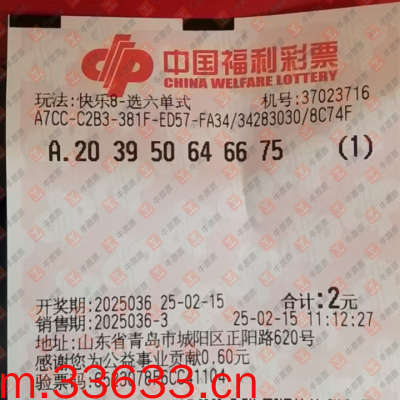 中国福利彩票
CHINA WELFARE LOTTERY
玩法:快乐8-选六单式 机号:37023716
A7CC-C2B3-381F-ED57-FA34/34283030/8C74F
A.20 39 50 64 66 75 (1)
开奖期:2025036 25-02-15 合计:2元
销售期:2025036-3 25-02-15 11:12:27
地址:山东省青岛市城阳区正阳路620号
感谢您为公益事业贡献0.60元
验票码:
m.33633.cn